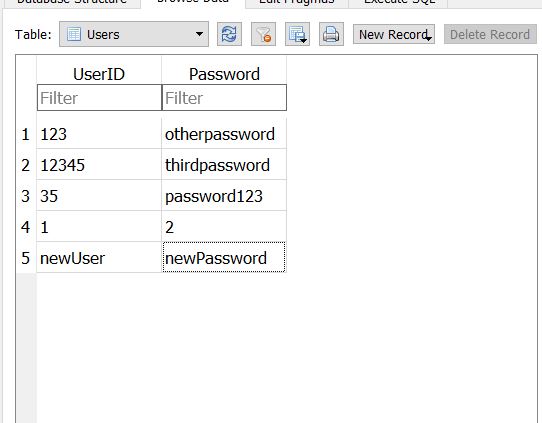 Database Structure Browse Data Edit Pragmas Execute SQL
Table: Users New Record Delete Record
UserID Password
Filter Filter
1 123 otherpassword
2 12345 thirdpassword
3 35 password123
4 1 2
5 newUser newPassword